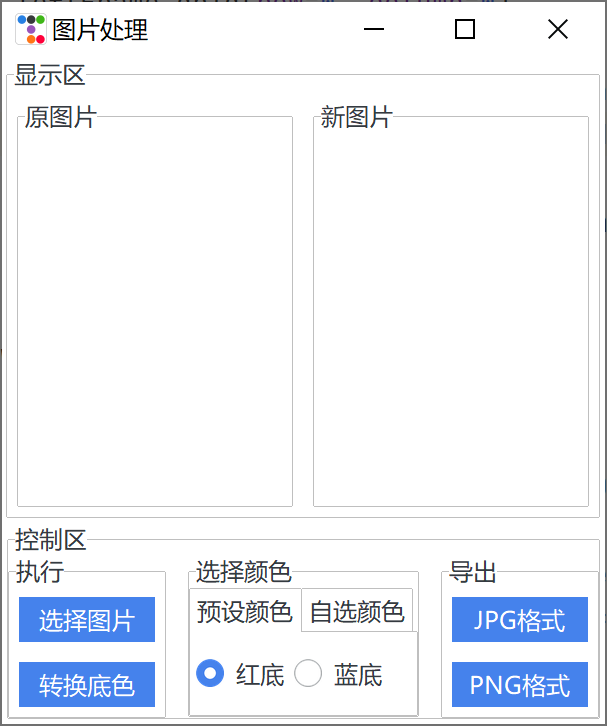 图片处理
显示区
原图片
新图片
控制区
执行
选择颜色
导出
选择图片
预设颜色
自选颜色
JPG格式
转换底色
红底
蓝底
PNG格式